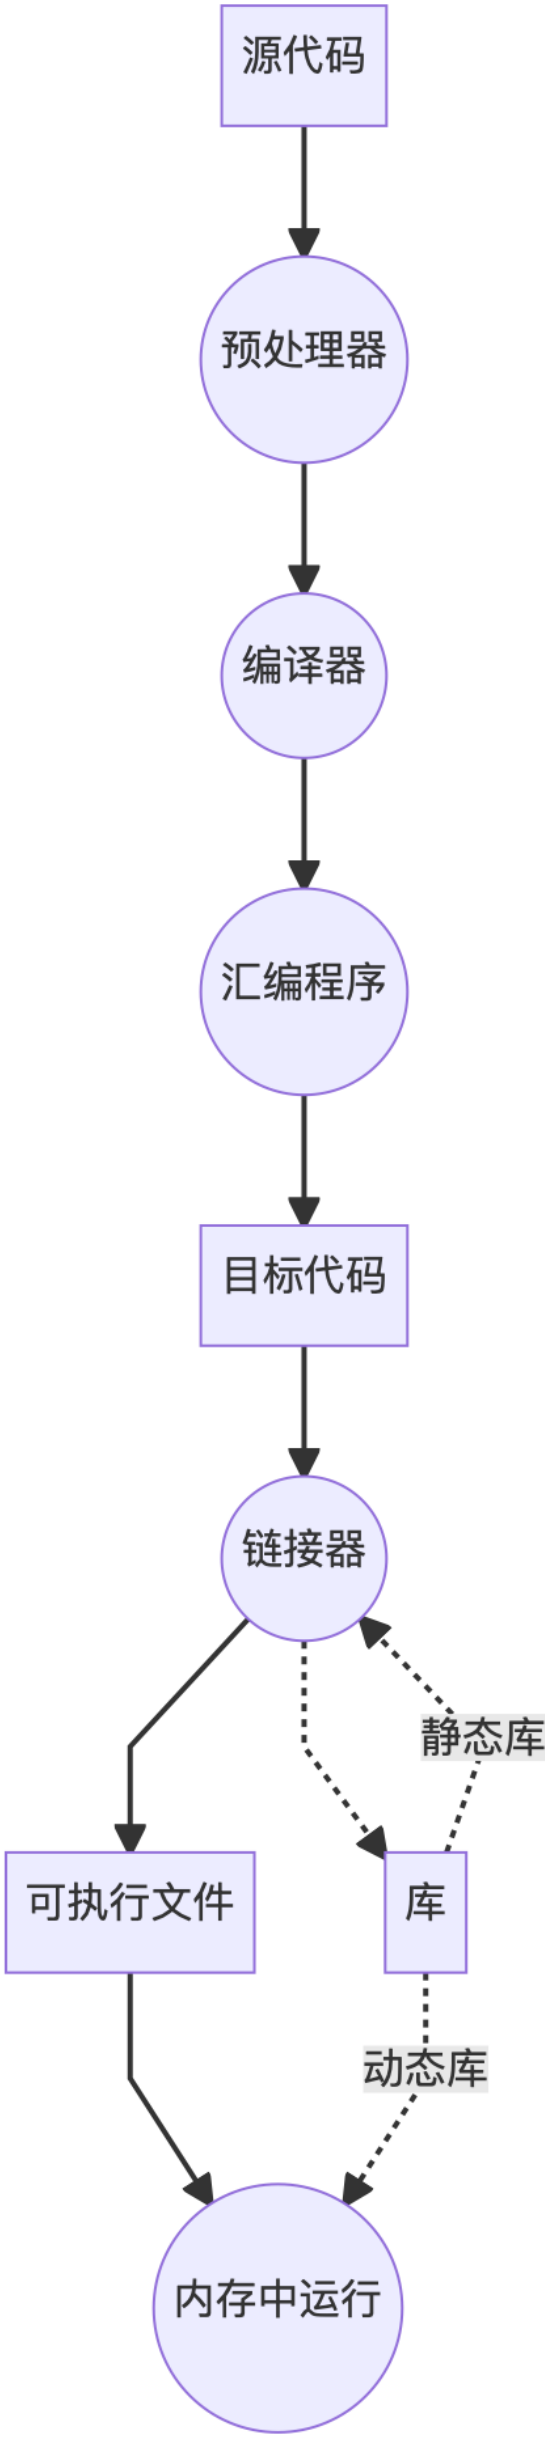 源代码
预处理器
编译器
汇编程序
目标代码
链接器
静态库
可执行文件
库
动态库
内存中运行